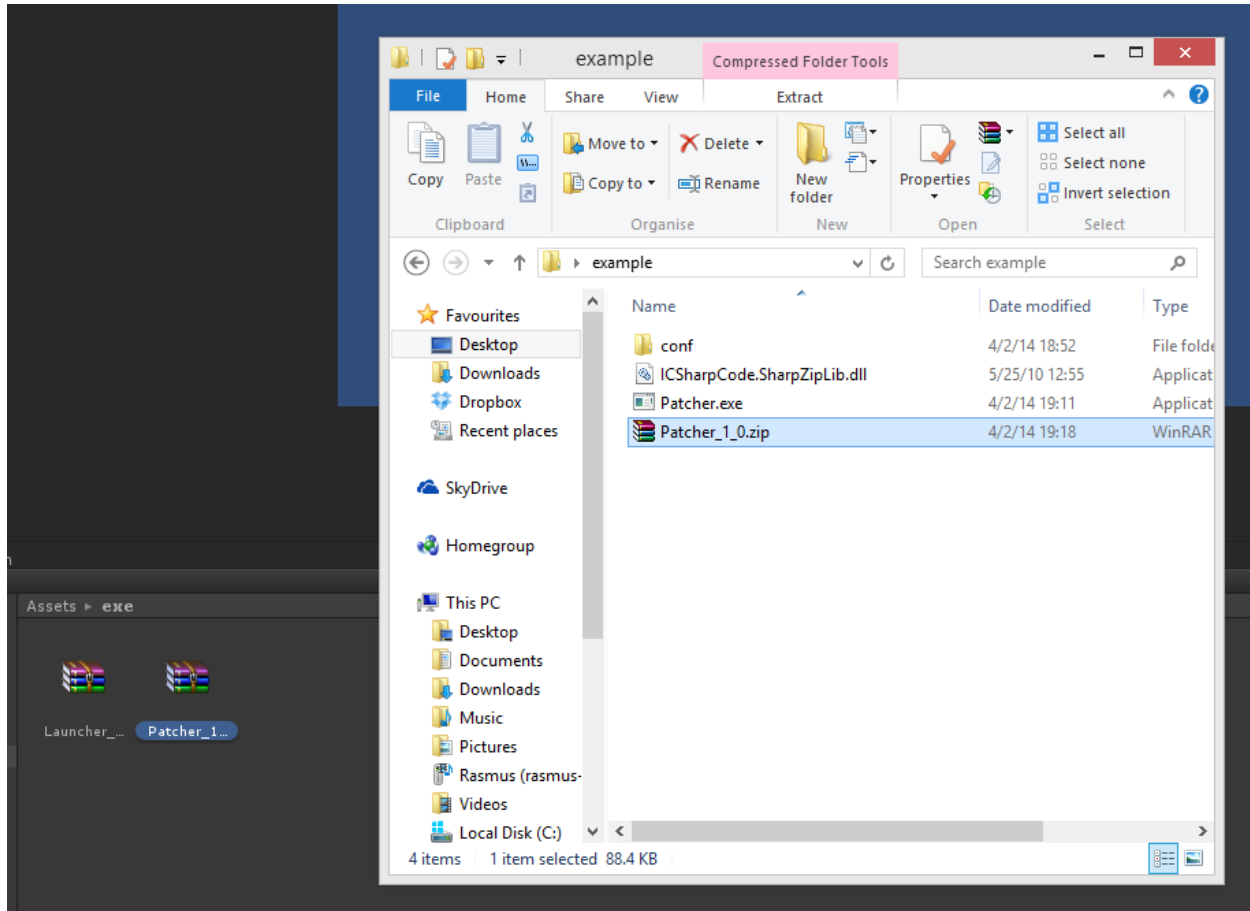 example
Compressed Folder Tools
File
Home
Share
View
Extract
Copy
Paste
Move to
Copy to
Delete
Rename
New
folder
Properties
Select all
Select none
Invert selection
Clipboard
Organise
New
Open
Select
example
Search example
Favourites
Desktop
Downloads
Dropbox
Recent places
SkyDrive
Homegroup
This PC
Desktop
Documents
Downloads
Music
Pictures
Rasmus (rasmus-
Videos
Local Disk (C:)
Name Date modified Type
conf 4/2/14 18:52 File folde
ICSharpCode.SharpZipLib.dll 5/25/10 12:55 Applicat
Patcher.exe 4/2/14 19:11 Applicat
Patcher_1_0.zip 4/2/14 19:18 WinRAR
4 items 1 item selected 88.4 KB
Assets ▸ exe
Launcher_...
Patcher_1...